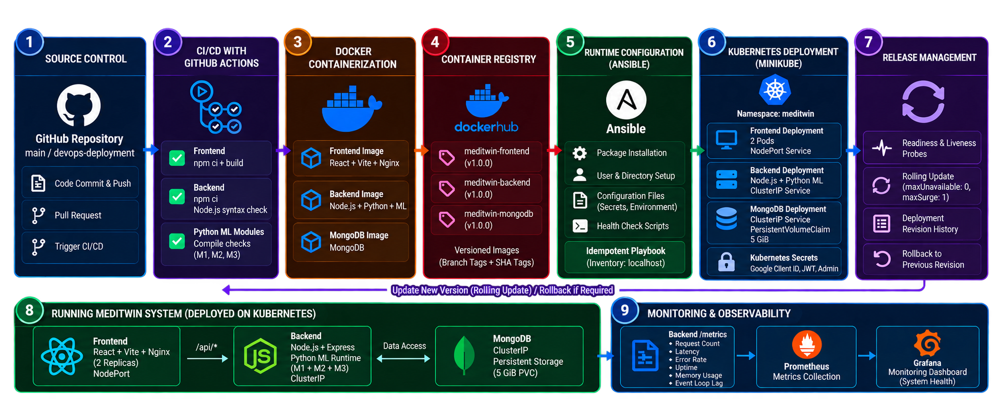 1
SOURCE CONTROL
GitHub Repository
main / devops-deployment
Code Commit & Push
Pull Request
Trigger CI/CD
2
CI/CD WITH
GITHUB ACTIONS
Frontend
npm ci + build
Backend
npm ci
Node.js syntax check
Python ML Modules
Compile checks
(M1, M2, M3)
3
DOCKER
CONTAINERIZATION
Frontend Image
React + Vite + Nginx
Backend Image
Node.js + Python + ML
MongoDB Image
MongoDB
4
CONTAINER REGISTRY
dockerhub
meditwin-frontend
(v1.0.0)
meditwin-backend
(v1.0.0)
meditwin-mongodb
(v1.0.0)
Versioned Images
(Branch Tags + SHA Tags)
5
RUNTIME CONFIGURATION
(ANSIBLE)
Ansible
Package Installation
User & Directory Setup
Configuration Files
(Secrets, Environment)
Health Check Scripts
Idempotent Playbook
(Inventory: localhost)
6
KUBERNETES DEPLOYMENT
(MINIKUBE)
Namespace: meditwin
Frontend Deployment
2 Pods
NodePort Service
Backend Deployment
Node.js + Python ML
ClusterIP Service
MongoDB Deployment
ClusteriP Service
PersistentVolumeClaim
5 GiB
Kubernetes Secrets
Google Cllent ID, JWT, Admin
7
RELEASE MANAGEMENT
Readiness & Liveness
Probes
Rolling Update
(maxUnavailable: 0,
maxSurge: 1)
Deployment
Revision History
Rollback to
Previous Revision
Update New Version (Rolling Update) / Rollback if Required
8
RUNNING MEDITWIN SYSTEM (DEPLOYED ON KUBERNETES)
Frontend
React + Vite + Nginx
(2 Replicas)
NodePort
/api/*
JS
Backend
Node.js + Express
Python ML Runtime
(M1 + M2 + M3)
ClusterIP
Data Access
MongoDB
ClusterIP
Persistent Storage
(5 GiB PVC)
9
MONITORING & OBSERVABILITY
Backend /metrics
• Request Count
• Latency
• Error Rate
• Uptime
• Memory Usage
• Event Loop Lag
Prometheus
Metrics Collection
Grafana
Monitoring Dashboard
(System Health)